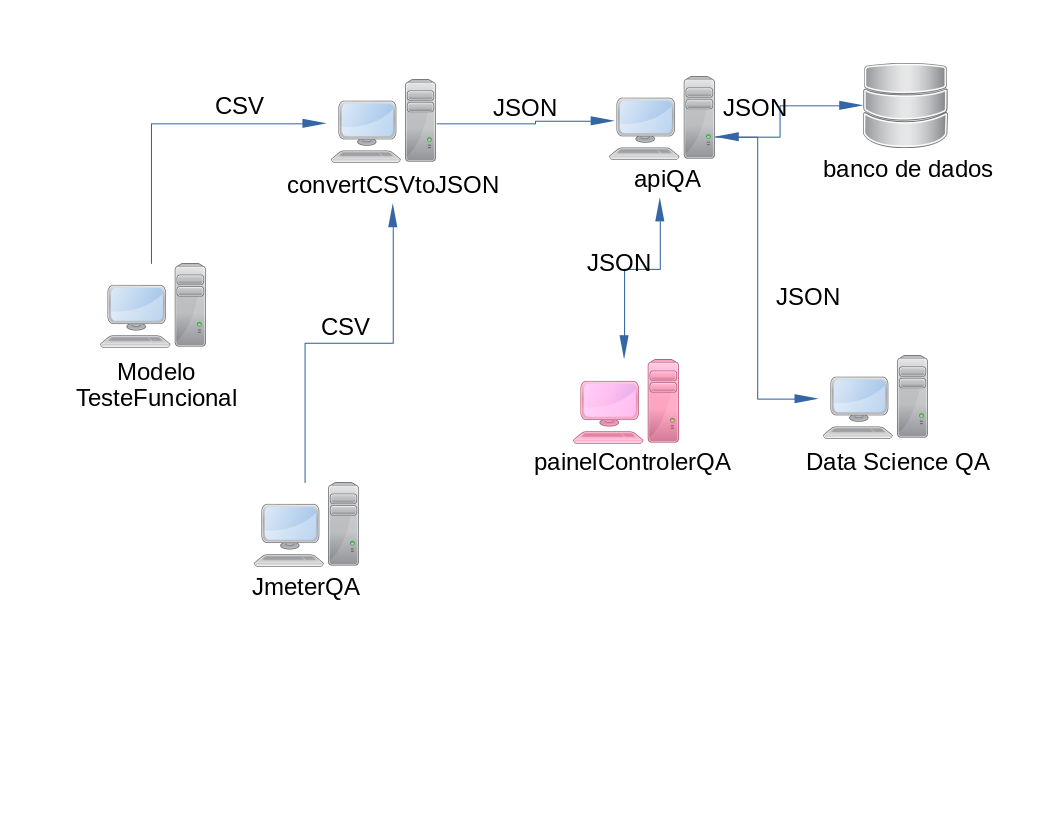 CSV
JSON
JSON
convertCSVtoJSON
apiQA
banco de dados
JSON
JSON
CSV
Modelo
TesteFuncional
painelControlerQA
Data Science QA
JmeterQA